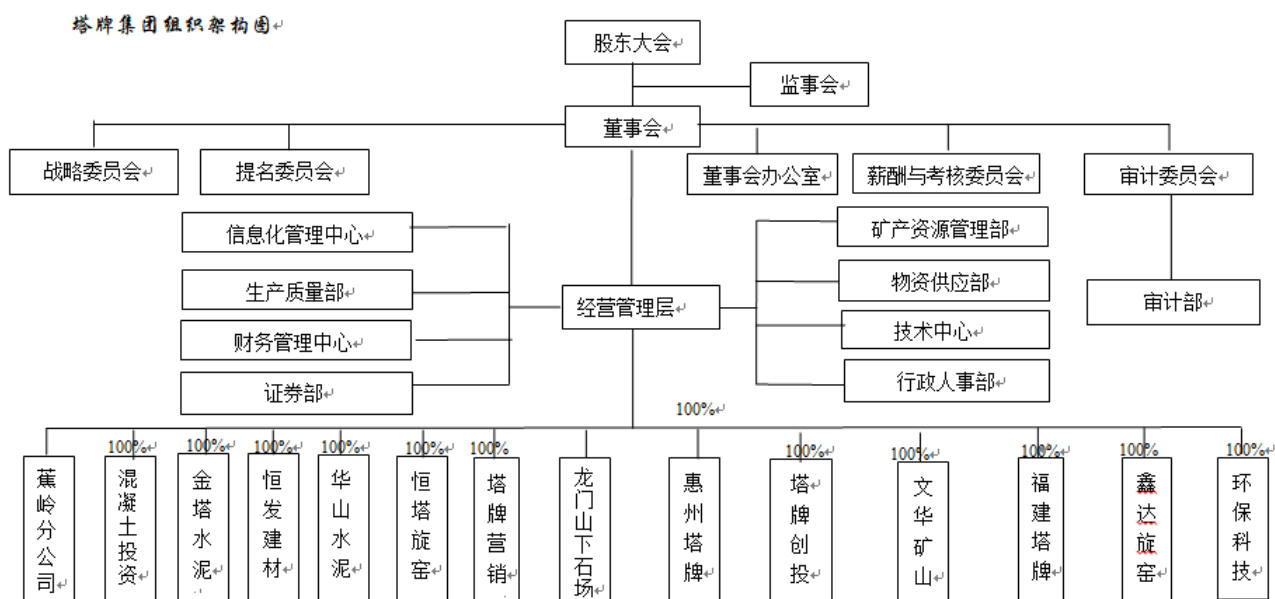 塔牌集团组织架构图
股东大会
监事会
董事会
战略委员会
提名委员会
董事会办公室
薪酬与考核委员会
审计委员会
信息化管理中心
矿产资源管理部
生产质量部
经营管理层
物资供应部
审计部
财务管理中心
技术中心
证券部
行政人事部
100%
100%
100%
100%
100%
100%
100%
100%
100%
100%
100%
100%
蕉岭分公司
混凝土投资
金塔水泥
恒发建材
华山水泥
恒塔旋窑
塔牌营销
龙门山下石场
惠州塔牌
塔牌创投
文华矿山
福建塔牌
鑫达旋窑
环保科技